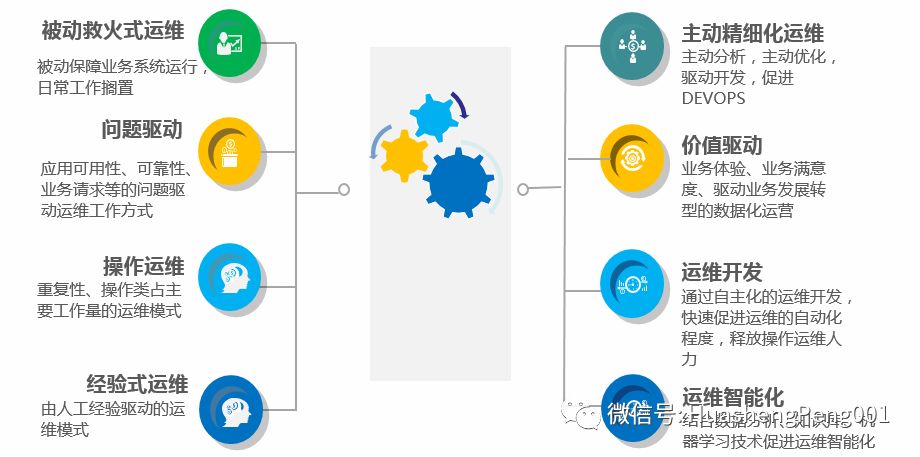 被动救火式运维
被动保障业务系统运行，
日常工作搁置
问题驱动
应用可用性、可靠性、
业务请求等的问题驱
动运维工作方式
操作运维
重复性、操作类占主
要工作量的运维模式
经验式运维
由人工经验驱动的运
维模式
主动精细化运维
主动分析，主动优化，
驱动开发，促进
DEVOPS
价值驱动
业务体验、业务满意
度、驱动业务发展转
型的数据化运营
运维开发
通过自主化的运维开发，
快速促进运维的自动化
程度，释放操作运维人
力
运维智能化
微信号: HuashengPeng001
结合数据分析、知识库、机
器学习技术促进运维智能化